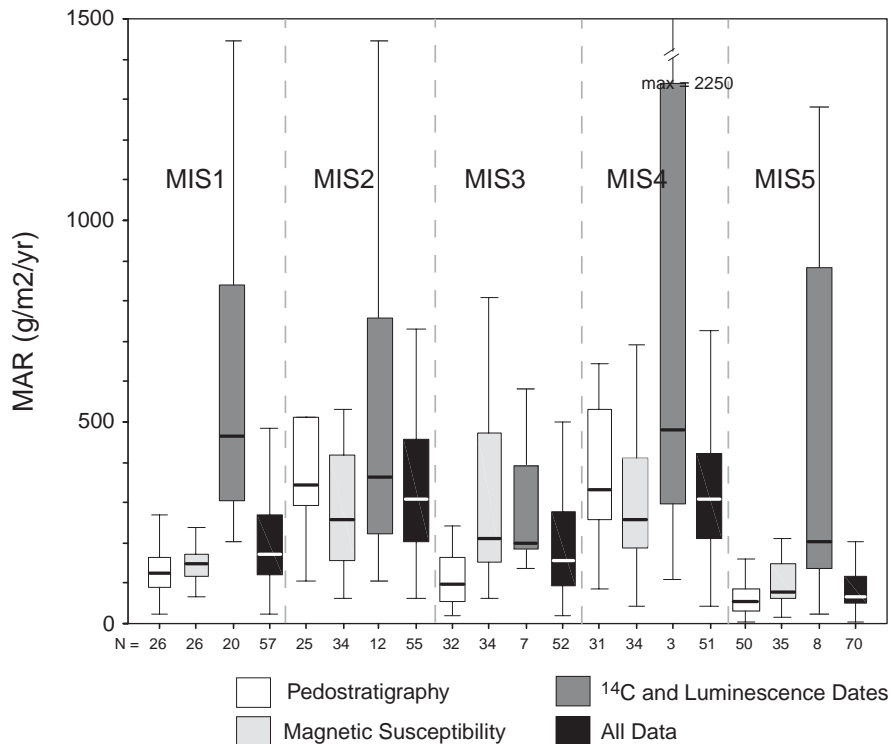 1500
max = 2250
MIS1 MIS2 MIS3 MIS4 MIS5
1000
MAR (g/m2/yr)
500
0
N = 26 26 20 57 25 34 12 55 32 34 7 52 31 34 3 51 50 35 8 70
Pedostratigraphy
14C and Luminescence Dates
Magnetic Susceptibility
All Data